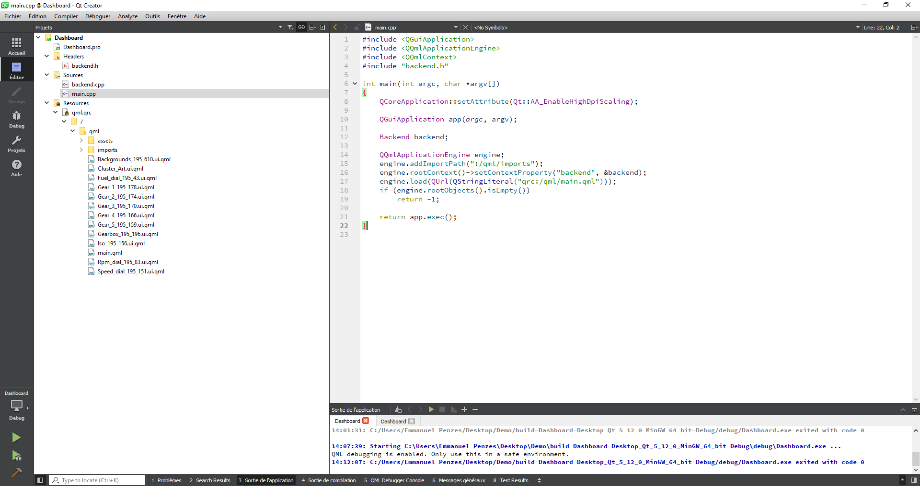 main.cpp @ Dashboard - Qt Creator
Fichier Édition Compiler Déboguer Analyze Outils Fenêtre Aide
Projets
main.cpp
<No Symbols>
Line: 22, Col: 2
Accueil
Éditer
Design
Debug
Projets
Aide
Dashboard
Debug
Dashboard
Dashboard.pro
Headers
backend.h
Sources
backend.cpp
main.cpp
Resources
qml.qrc
/
qml
assets
imports
Backgrounds_195_610.ui.qml
Cluster_Art.ui.qml
Fuel_dial_195_43.ui.qml
Gear_1_195_178.ui.qml
Gear_2_195_174.ui.qml
Gear_3_195_170.ui.qml
Gear_4_195_166.ui.qml
Gear_5_195_159.ui.qml
Gearbox_195_196.ui.qml
Iso_195_156.ui.qml
main.qml
Rpm_dial_195_83.ui.qml
Speed_dial_195_151.ui.qml
1 #include <QGuiApplication>
2 #include <QQmlApplicationEngine>
3 #include <QQmlContext>
4 #include "backend.h"
5
6 int main(int argc, char *argv[])
7 {
8 QCoreApplication::setAttribute(Qt::AA_EnableHighDpiScaling);
9
10 QGuiApplication app(argc, argv);
11
12 Backend backend;
13
14 QQmlApplicationEngine engine;
15 engine.addImportPath(":/qml/imports");
16 engine.rootContext()->setContextProperty("backend", &backend);
17 engine.load(QUrl(QStringLiteral("qrc:/qml/main.qml")));
18 if (engine.rootObjects().isEmpty())
19 return -1;
20
21 return app.exec();
22 }
23
Sortie de l'application
Dashboard
Dashboard
14:01:31: C:/Users/Emmanuel Penzes/Desktop/Demo/build-Dashboard-Desktop_Qt_5_12_0_MinGW_64_bit-Debug/debug/Dashboard.exe exited with code 0
14:07:39: Starting C:\Users\Emmanuel Penzes\Desktop\Demo\build-Dashboard-Desktop_Qt_5_12_0_MinGW_64_bit-Debug\debug\Dashboard.exe ...
QML debugging is enabled. Only use this in a safe environment.
14:12:07: C:/Users/Emmanuel Penzes/Desktop/Demo/build-Dashboard-Desktop_Qt_5_12_0_MinGW_64_bit-Debug/debug/Dashboard.exe exited with code 0
Type to locate (Ctrl+K)
1 Problèmes 2 Search Results 3 Sortie de l'application 4 Sortie de compilation 5 QML Debugger Console 6 Messages généraux 8 Test Results